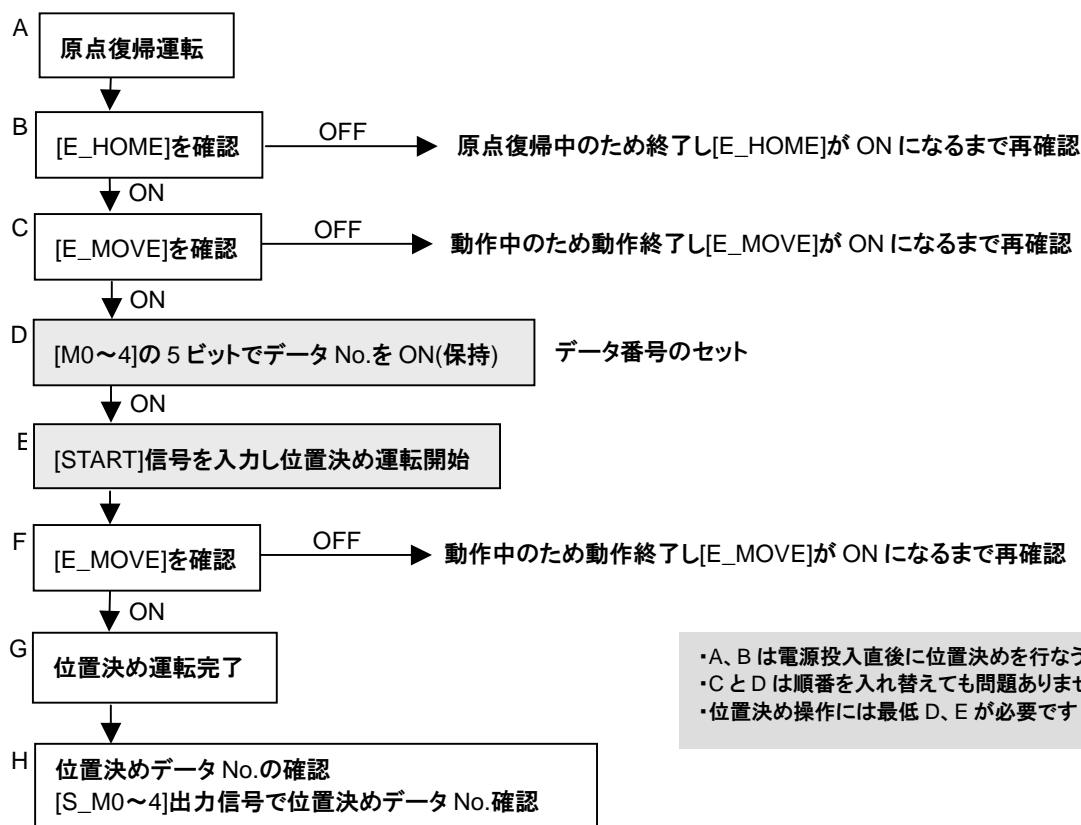 A
原点復帰運転
B
[E_HOME]を確認
OFF
原点復帰中のため終了し[E_HOME]が ON になるまで再確認
ON
C
[E_MOVE]を確認
OFF
動作中のため動作終了し[E_MOVE]が ON になるまで再確認
ON
D
[M0～4]の 5 ビットでデータ No.を ON(保持)
データ番号のセット
ON
E
[START]信号を入力し位置決め運転開始
F
[E_MOVE]を確認
OFF
動作中のため動作終了し[E_MOVE]が ON になるまで再確認
ON
G
位置決め運転完了
・A、B は電源投入直後に位置決めを行なう
・C と D は順番を入れ替えても問題ありませ
・位置決め操作には最低 D、E が必要です
H
位置決めデータ No.の確認
[S_M0～4]出力信号で位置決めデータ No.確認